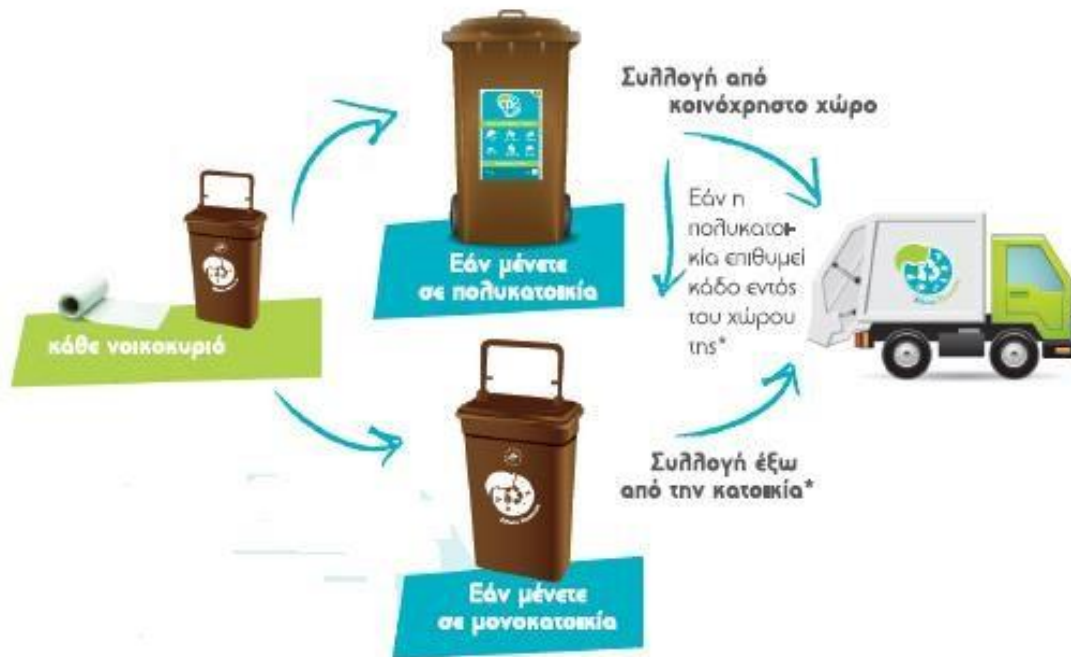 κάθε νοικοκυριό
Εάν μένετε
σε πολυκατοικία
Συλλογή από
κοινόχρηστο χώρο
Εάν η
πολυκατοι-
κία επιθυμεί
κάδο εντός
του χώρου
της*
Συλλογή έξω
από την κατοικία*
Εάν μένετε
σε μονοκατοικία